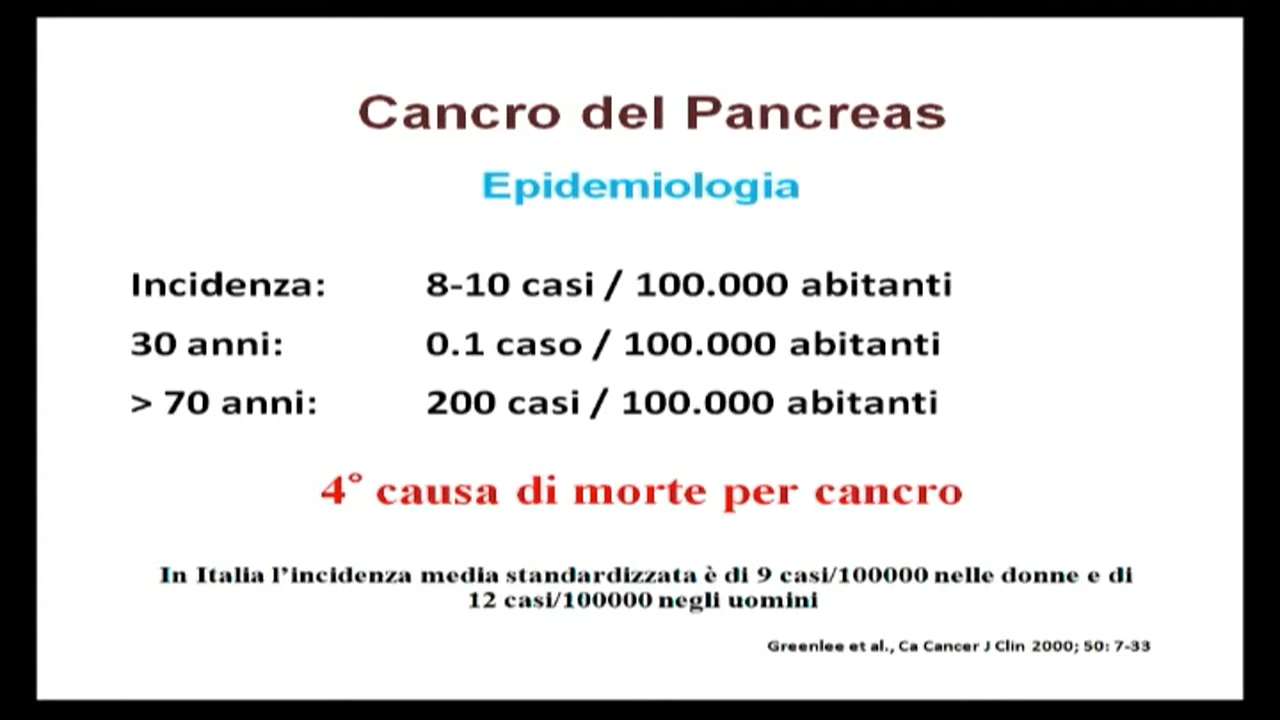 Cancro del Pancreas
Epidemiologia
Incidenza: 8-10 casi / 100.000 abitanti
30 anni: 0.1 caso / 100.000 abitanti
> 70 anni: 200 casi / 100.000 abitanti
4° causa di morte per cancro
In Italia l'incidenza media standardizzata è di 9 casi/100000 nelle donne e di
12 casi/100000 negli uomini
Greenlee et al., Ca Cancer J Clin 2000; 50: 7-33